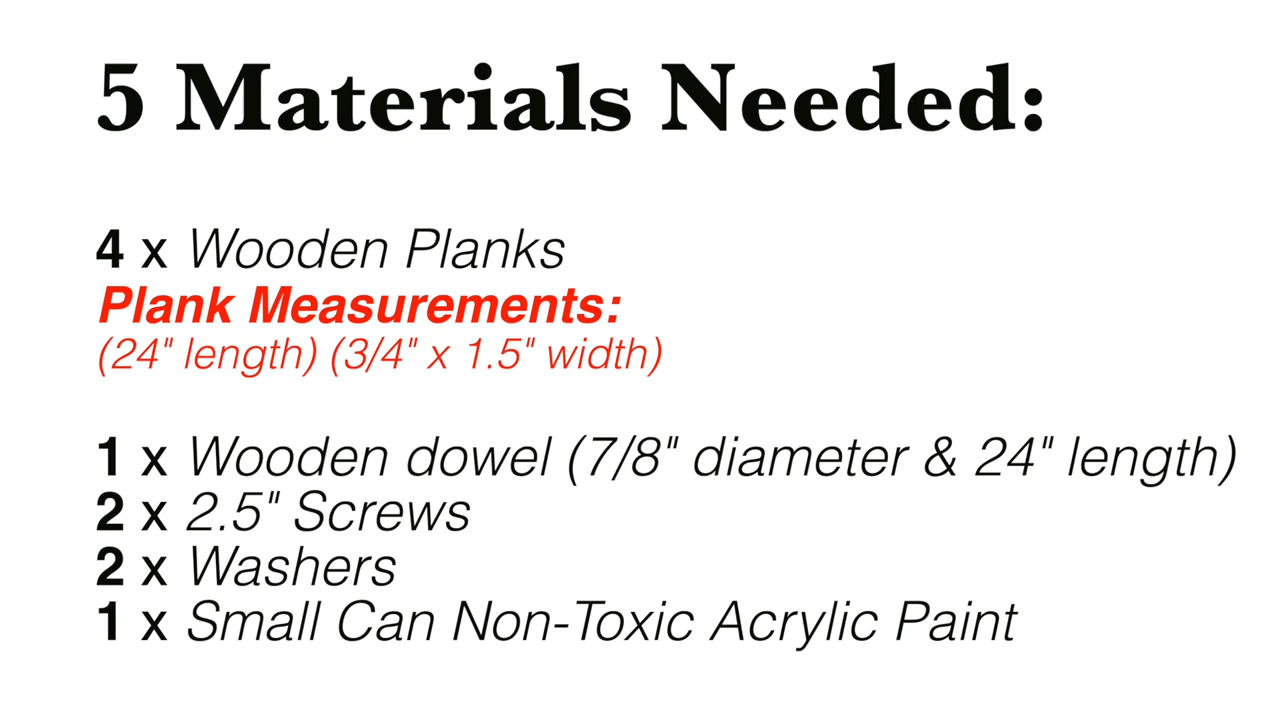 5 Materials Needed:
4 x Wooden Planks
Plank Measurements:
(24" length) (3/4" x 1.5" width)
1 x Wooden dowel (7/8" diameter & 24" length)
2 x 2.5" Screws
2 x Washers
1 x Small Can Non-Toxic Acrylic Paint